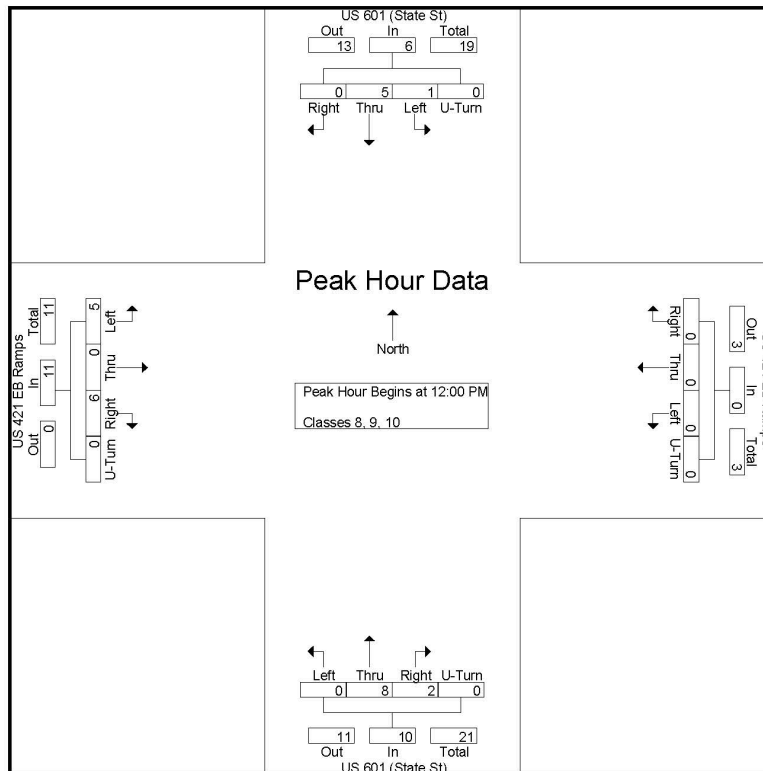 US 601 (State St)
Out In Total
13 6 19
0 5 1 0
Right Thru Left U-Turn
Peak Hour Data
North
Peak Hour Begins at 12:00 PM
Classes 8, 9, 10
US 421 EB Ramps
Out In Total
0 11 11
Left Thru Right U-Turn
5 0 6 0
Right Thru Left U-Turn
0 0 0 0
Out In Total
3 0 3
Left Thru Right U-Turn
0 8 2 0
11 10 21
Out In Total
US 601 (State St)